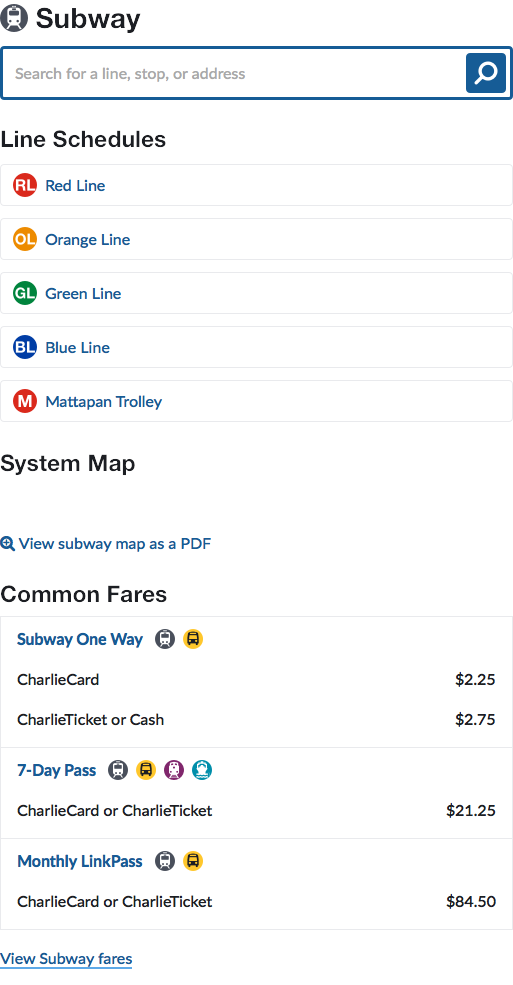 Subway
Search for a line, stop, or address
Line Schedules
RL Red Line
OL Orange Line
GL Green Line
BL Blue Line
M Mattapan Trolley
System Map
View subway map as a PDF
Common Fares
Subway One Way
CharlieCard $2.25
CharlieTicket or Cash $2.75
7-Day Pass
CharlieCard or CharlieTicket $21.25
Monthly LinkPass
CharlieCard or CharlieTicket $84.50
View Subway fares